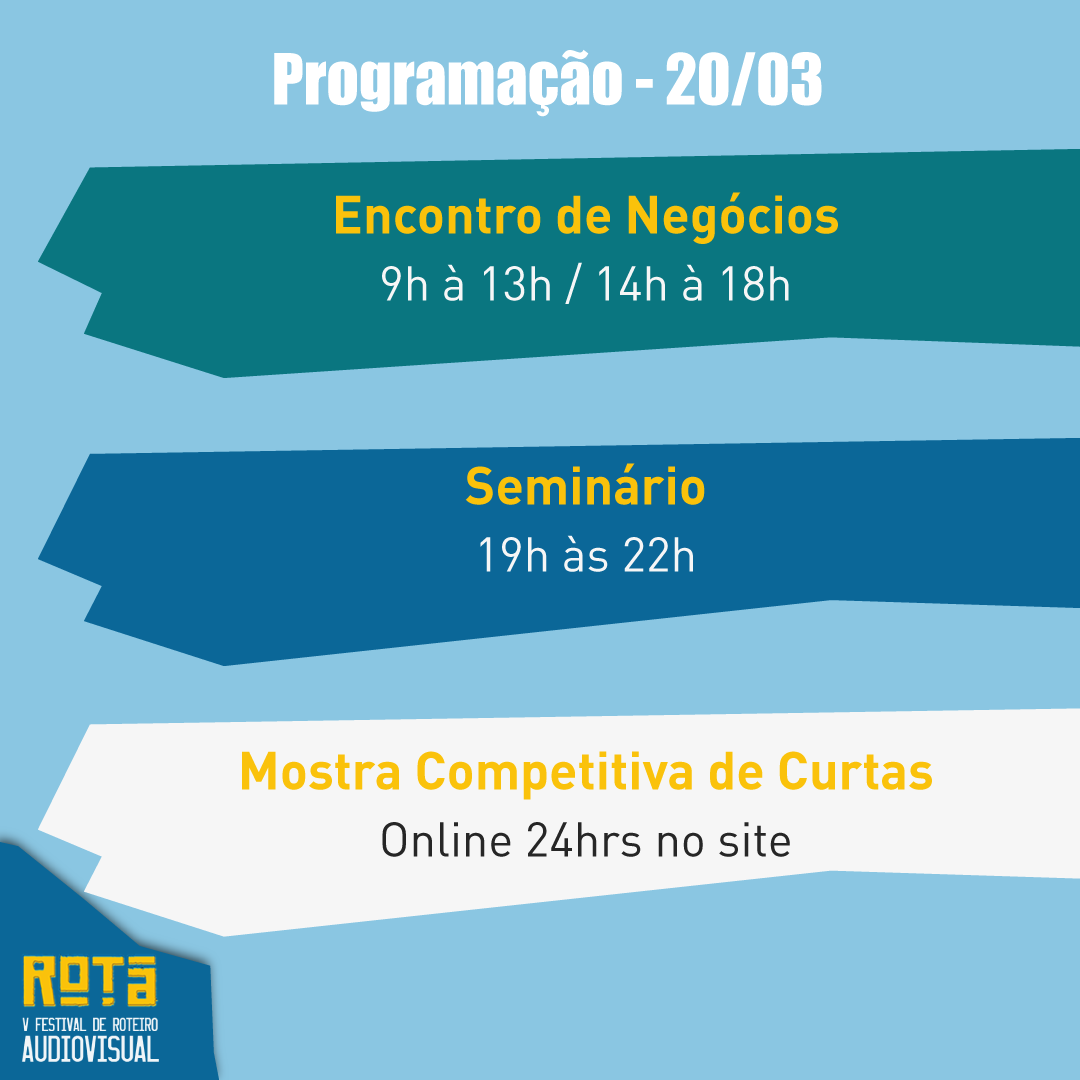 Programação - 20/03
Encontro de Negócios
9h à 13h / 14h à 18h
Seminário
19h às 22h
Mostra Competitiva de Curtas
Online 24hrs no site
ROTA
V FESTIVAL DE ROTEIRO
AUDIOVISUAL